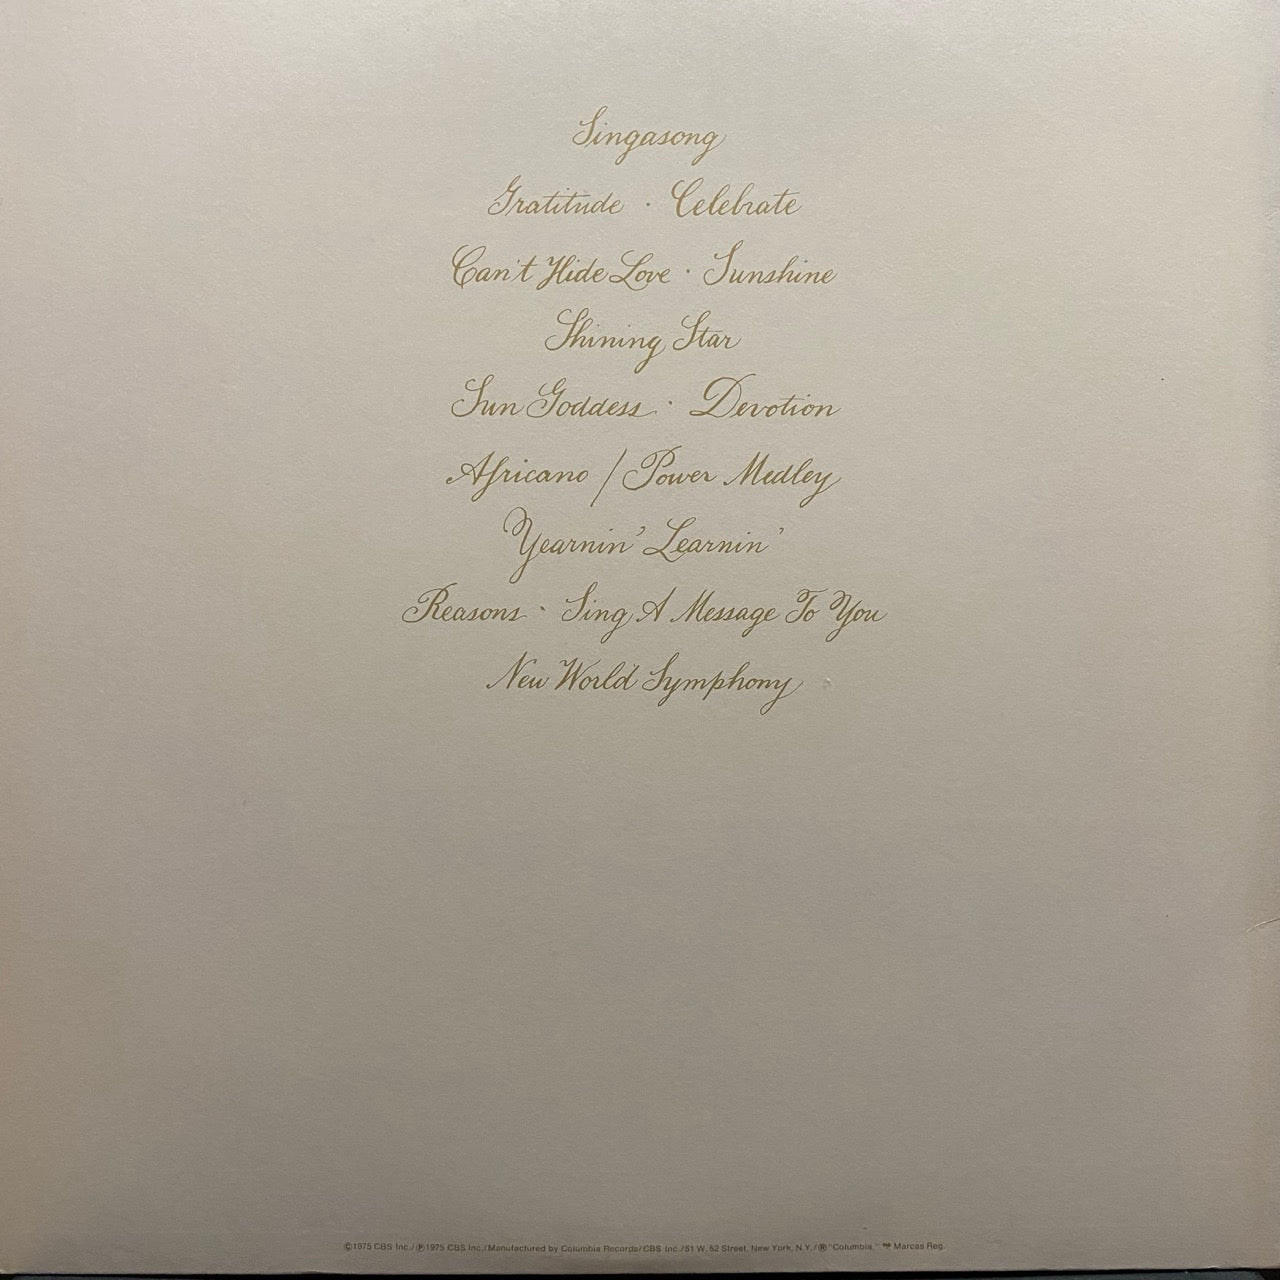 Singasong
Gratitude · Celebrate
Can't Hide Love · Sunshine
Shining Star
Sun Goddess · Devotion
Africano / Power Medley
Yearnin' Learnin'
Reasons · Sing A Message To You
New World Symphony
©1975 CBS Inc./℗1975 CBS Inc./Manufactured by Columbia Records/CBS Inc./51 W. 52 Street, New York, N.Y./® "Columbia," Marcas Reg.